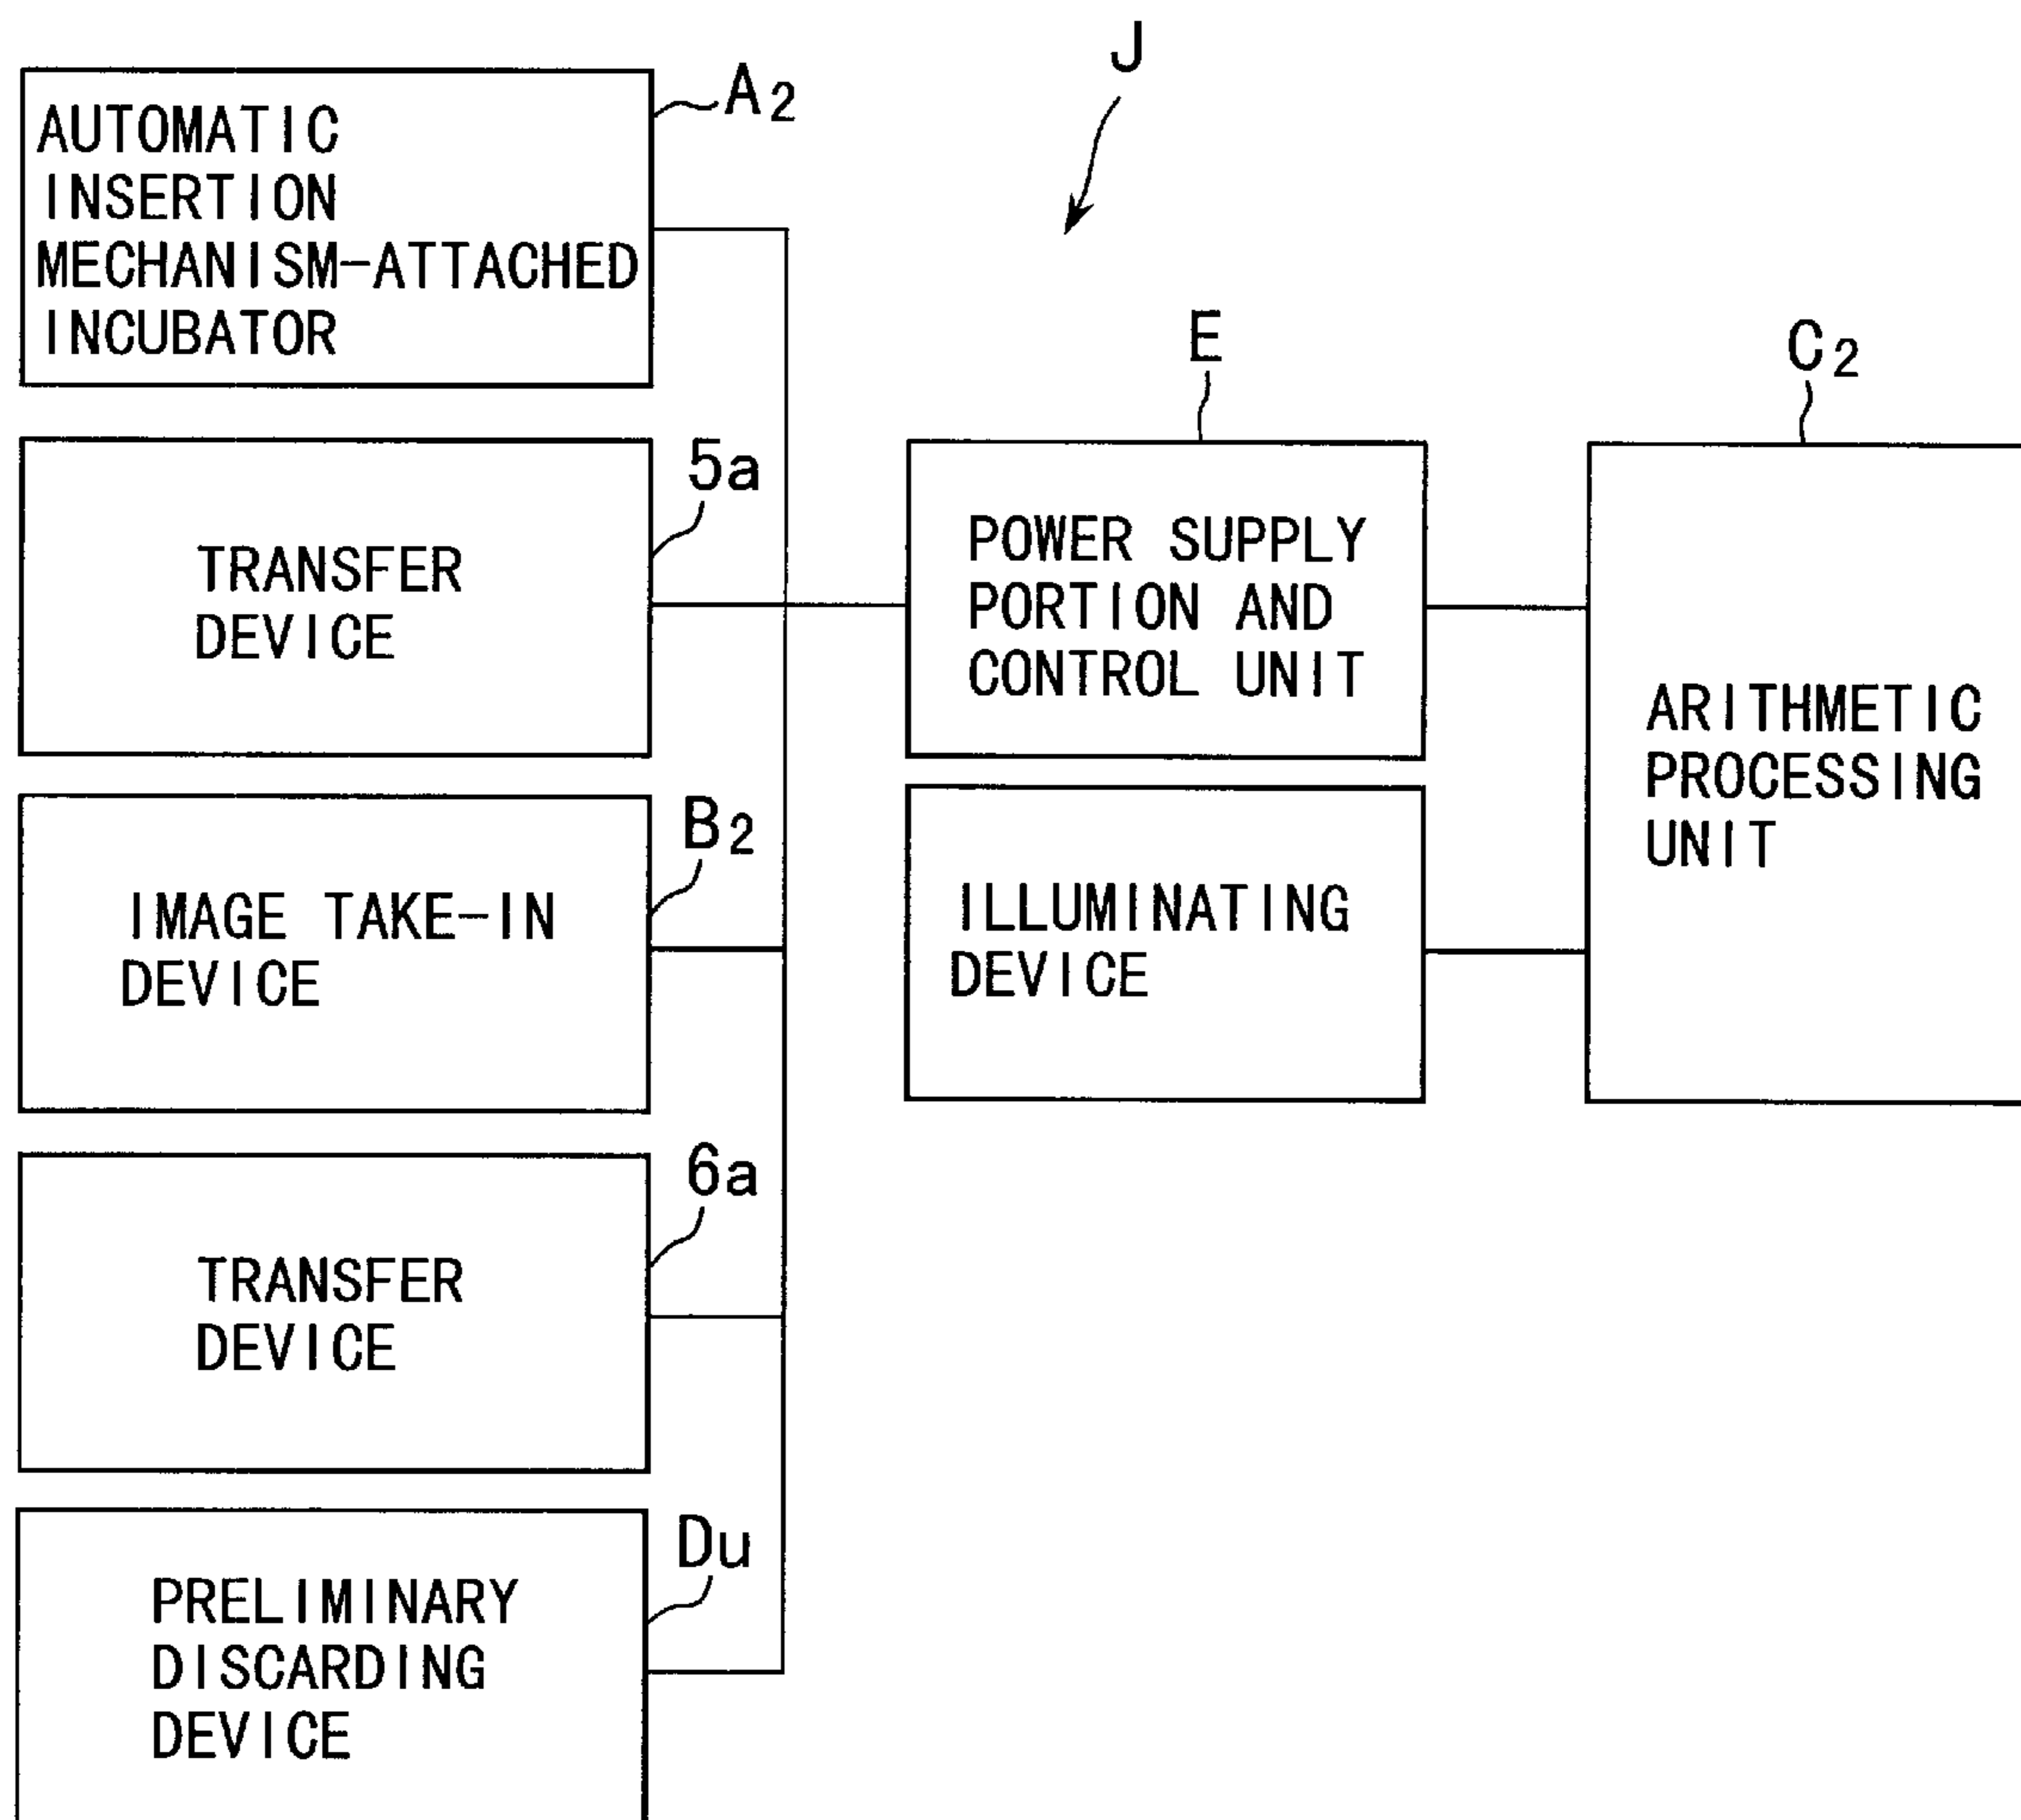 J
A2
AUTOMATIC
INSERTION
MECHANISM-ATTACHED
INCUBATOR
5a
TRANSFER
DEVICE
B2
IMAGE TAKE-IN
DEVICE
6a
TRANSFER
DEVICE
Du
PRELIMINARY
DISCARDING
DEVICE
E
POWER SUPPLY
PORTION AND
CONTROL UNIT
ILLUMINATING
DEVICE
C2
ARITHMETIC
PROCESSING
UNIT